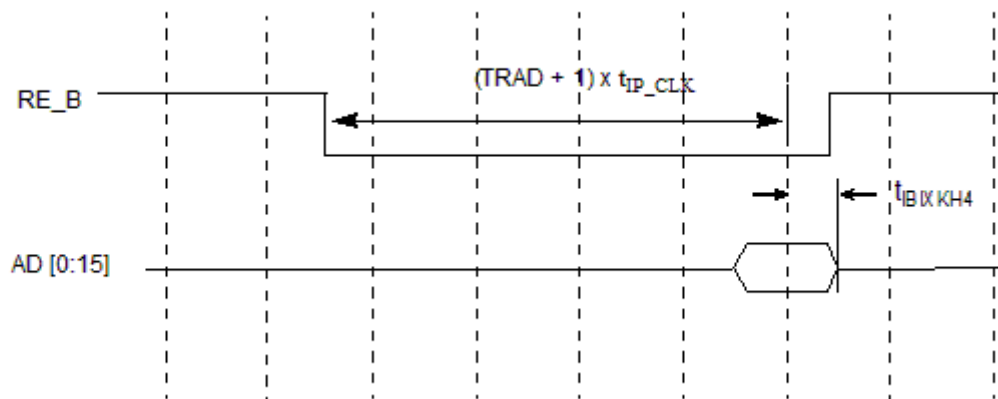 (TRAD + 1) x tIP_CLK
RE_B
tIBIXKH4
AD [0:15]